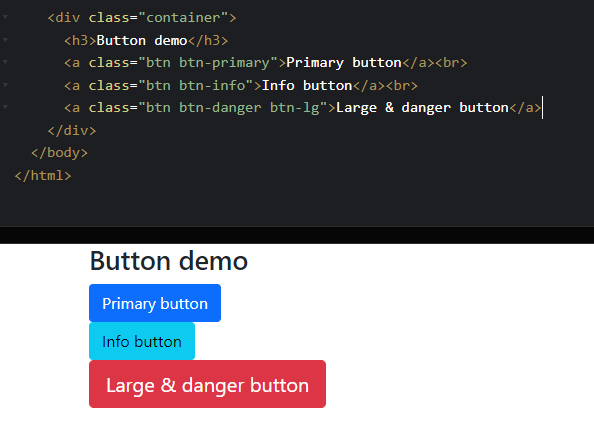 <div class="container">
<h3>Button demo</h3>
<a class="btn btn-primary">Primary button</a><br>
<a class="btn btn-info">Info button</a><br>
<a class="btn btn-danger btn-lg">Large & danger button</a>
</div>
</body>
</html>
Button demo
Primary button
Info button
Large & danger button